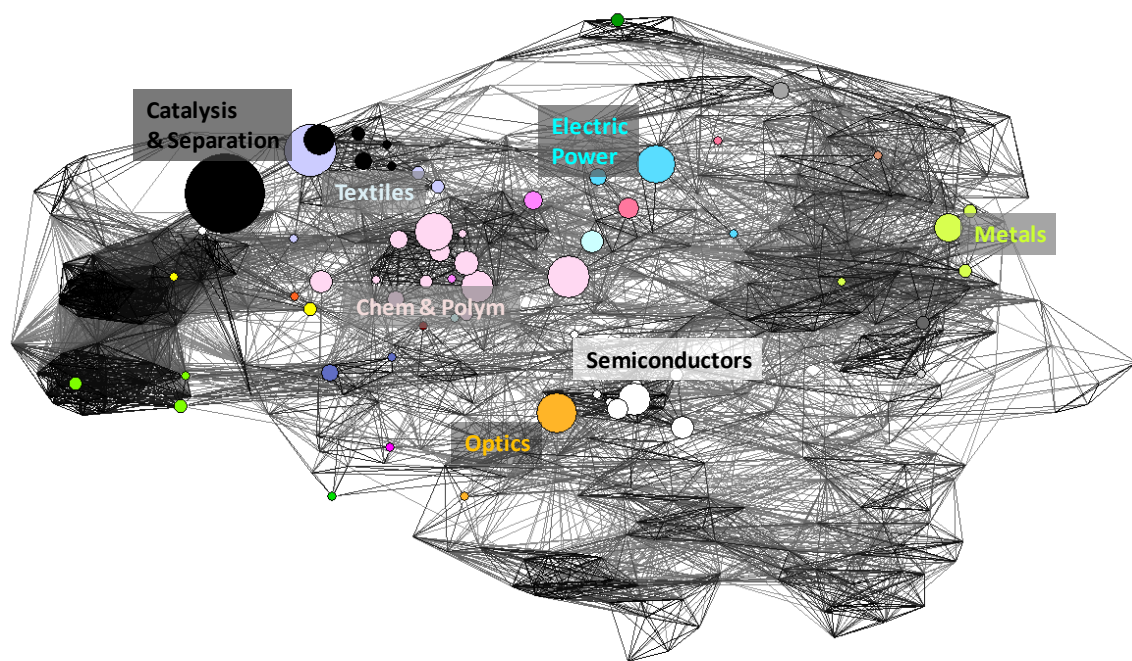 Catalysis
& Separation
Electric
Power
Textiles
Metals
Chem & Polym
Semiconductors
Optics